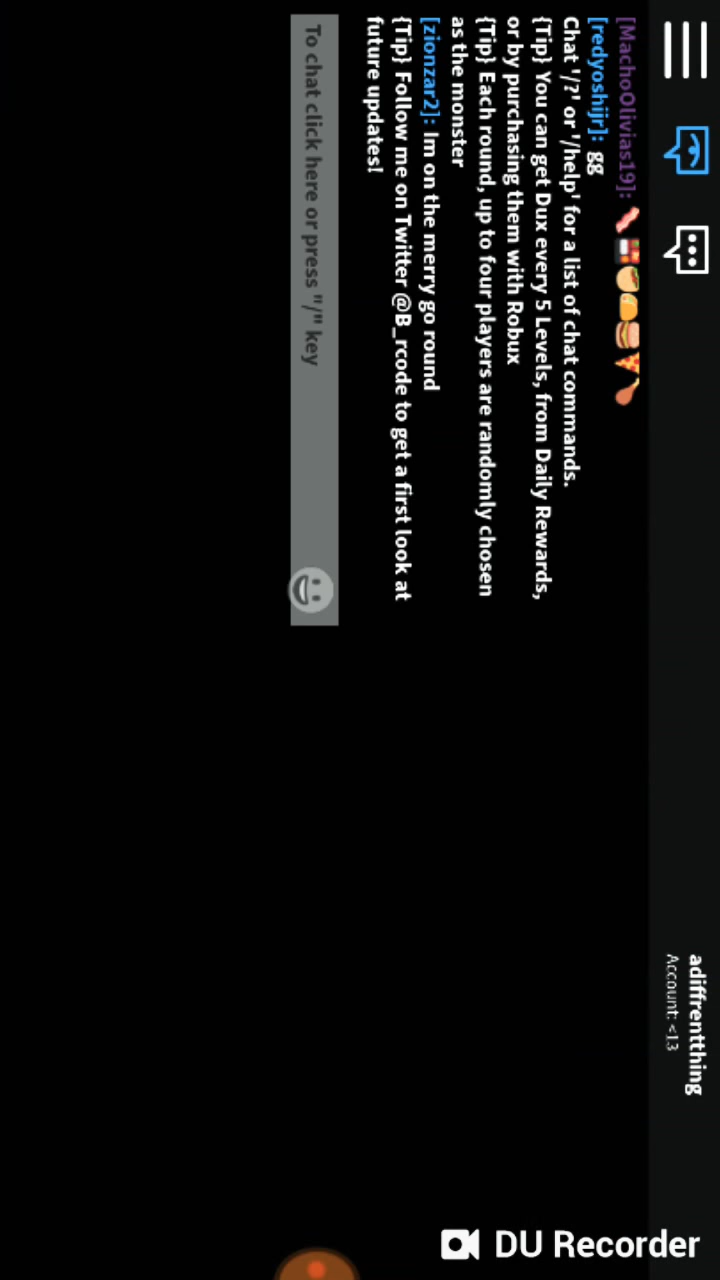 [MachoOlivias19]: 🥓🍱🥙🌮🍔🍕🍗
[redyoshijr]: gg
Chat '/?' or '/help' for a list of chat commands.
{Tip} You can get Dux every 5 Levels, from Daily Rewards,
or by purchasing them with Robux
{Tip} Each round, up to four players are randomly chosen
as the monster
[zionzar2]: Im on the merry go round
{Tip} Follow me on Twitter @B_rcode to get a first look at
future updates!
To chat click here or press "/" key
adiffrentthing
Account: <13
DU Recorder